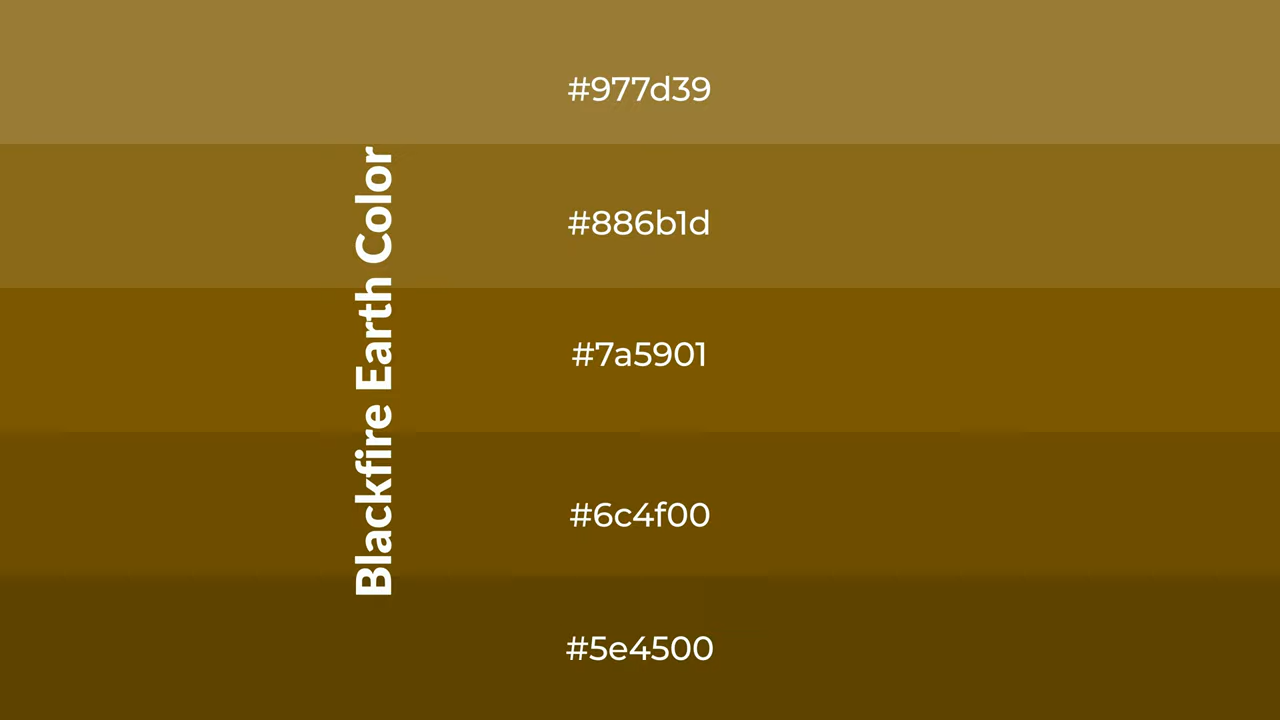 Blackfire Earth Color
#977d39
#886b1d
#7a5901
#6c4f00
#5e4500